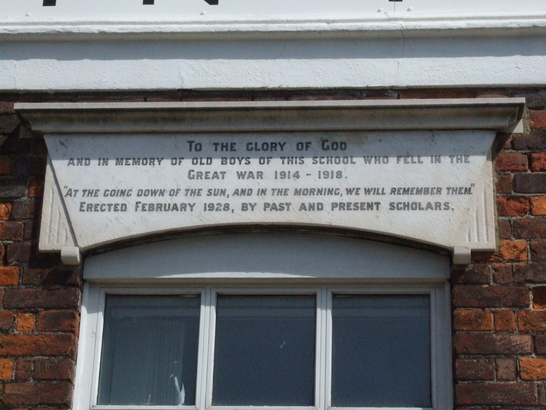 To the glory of God
and in memory of old boys of this school who fell in the
Great War 1914 - 1918.
"At the going down of the sun, and in the morning, we will remember them."
Erected February 1928, by past and present scholars.